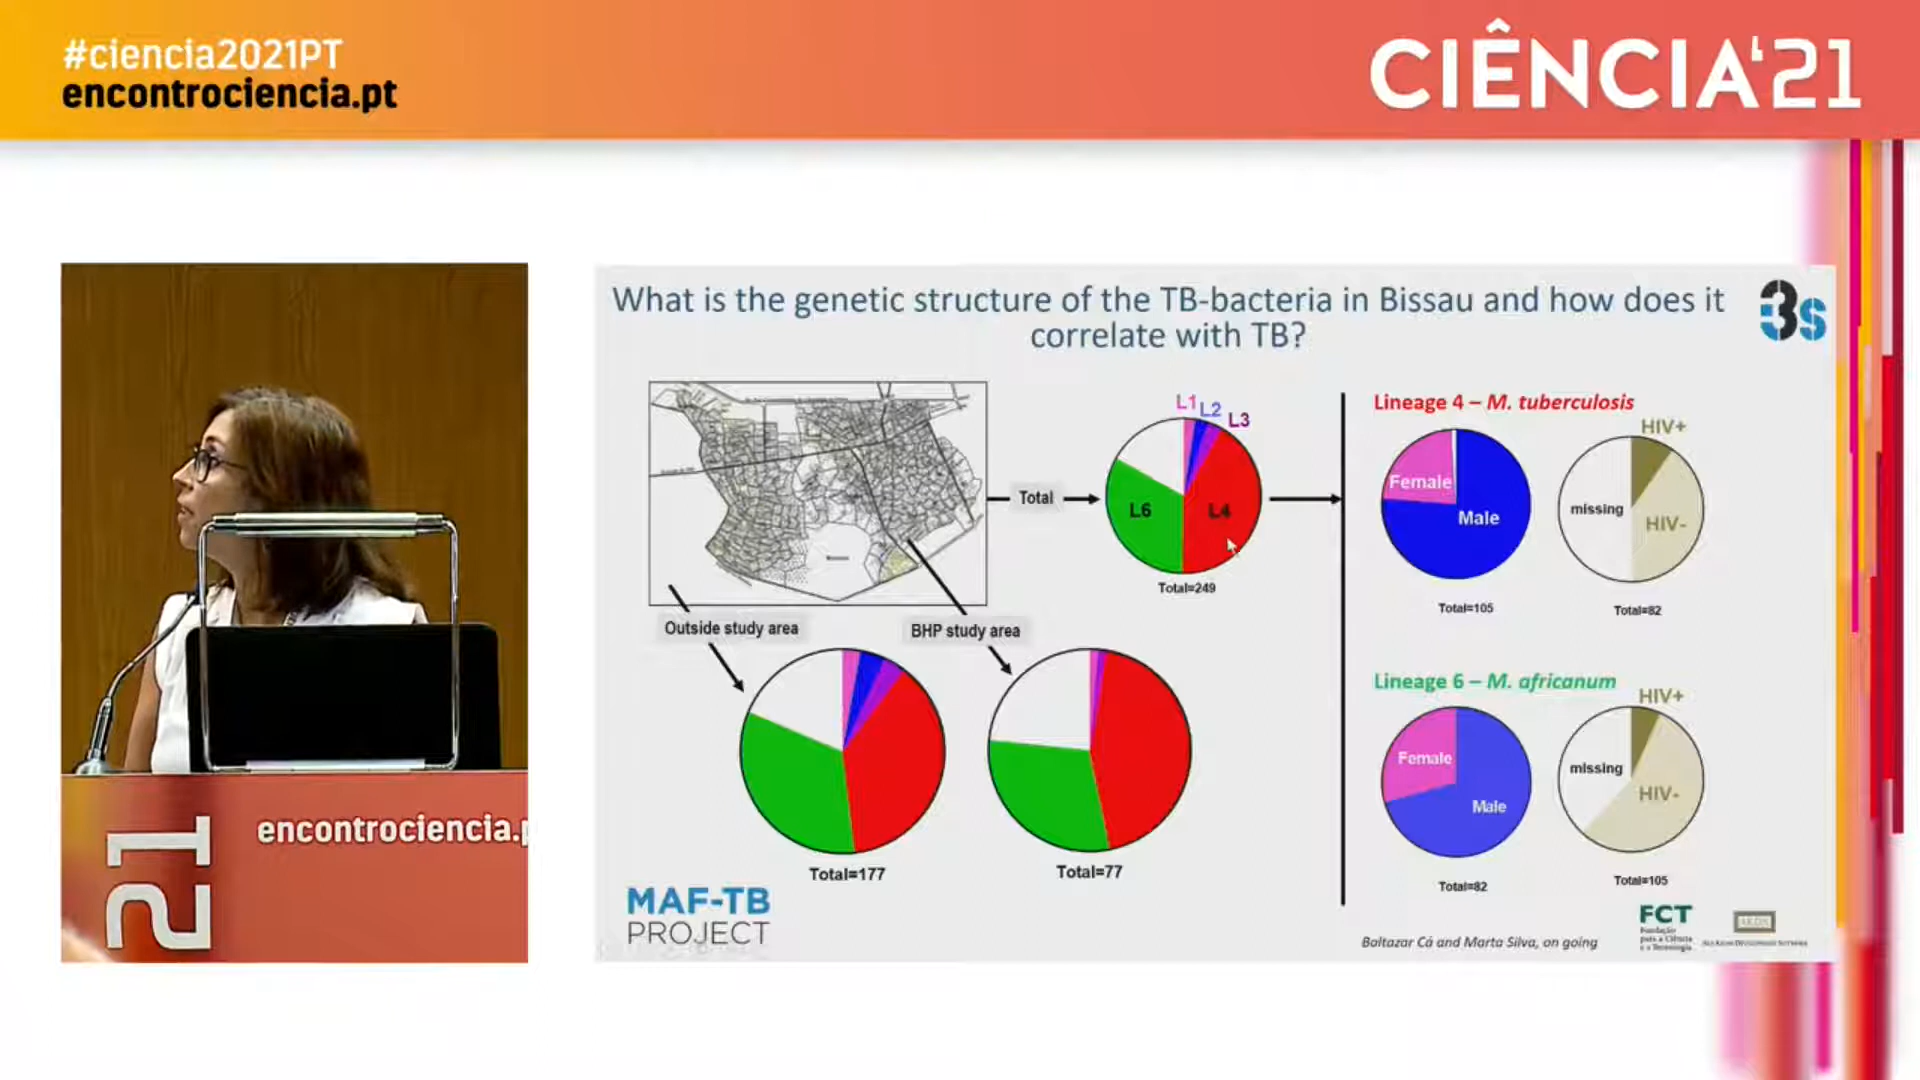 #ciencia2021PT
encontrociencia.pt
CIÊNCIA'21
21
encontrociencia.p
What is the genetic structure of the TB-bacteria in Bissau and how does it
correlate with TB?
3s
Total
L1
L2
L3
L6
L4
Total=249
Outside study area
BHP study area
Total=177
Total=77
Lineage 4 – M. tuberculosis
Female
Male
Total=105
HIV+
missing
HIV-
Total=82
Lineage 6 – M. africanum
Female
Male
Total=82
HIV+
missing
HIV-
Total=105
MAF-TB
PROJECT
Baltazar Cá and Marta Silva, on going
FCT
Fundação
para a Ciência
e a Tecnologia